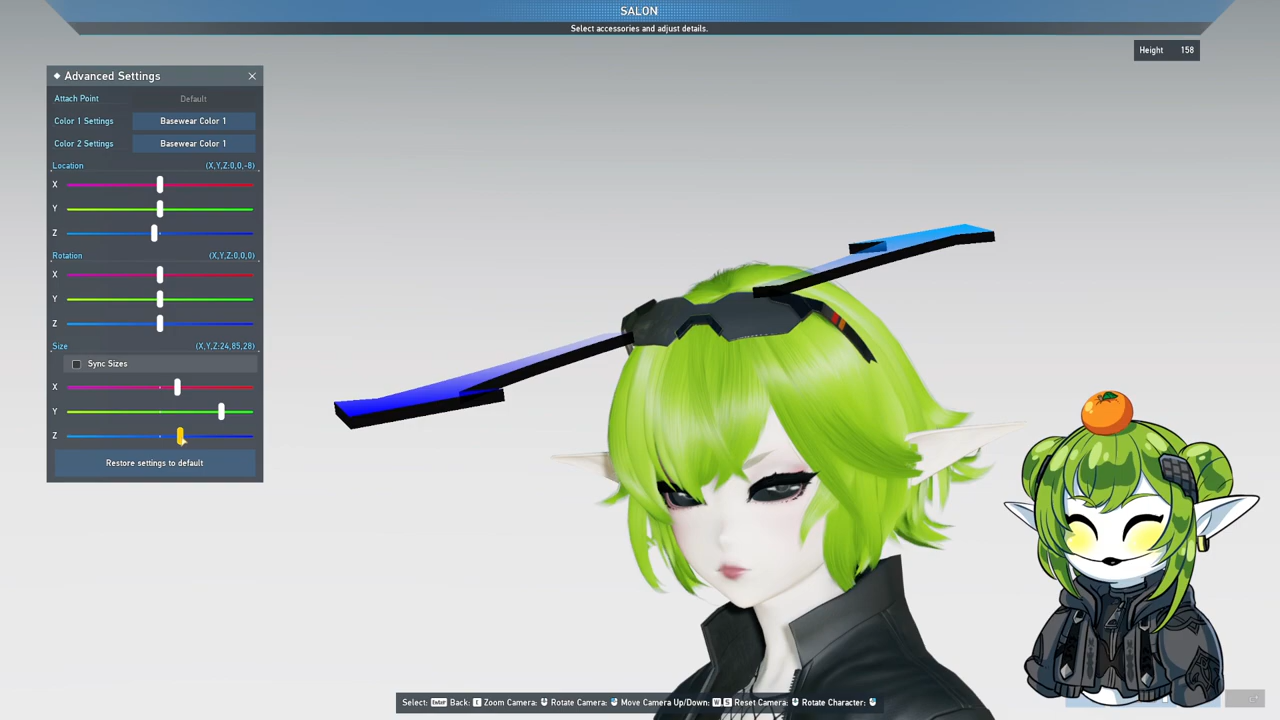 SALON
Select accessories and adjust details.
Height 158
Advanced Settings
Attach Point Default
Color 1 Settings Basewear Color 1
Color 2 Settings Basewear Color 1
Location (X,Y,Z:0,0,-8)
X
Y
Z
Rotation (X,Y,Z:0,0,0)
X
Y
Z
Size (X,Y,Z:24,85,28)
Sync Sizes
X
Y
Z
Restore settings to default
Select: Enter Back: Zoom Camera: Rotate Camera: Move Camera Up/Down: W,S Reset Camera: Rotate Character: